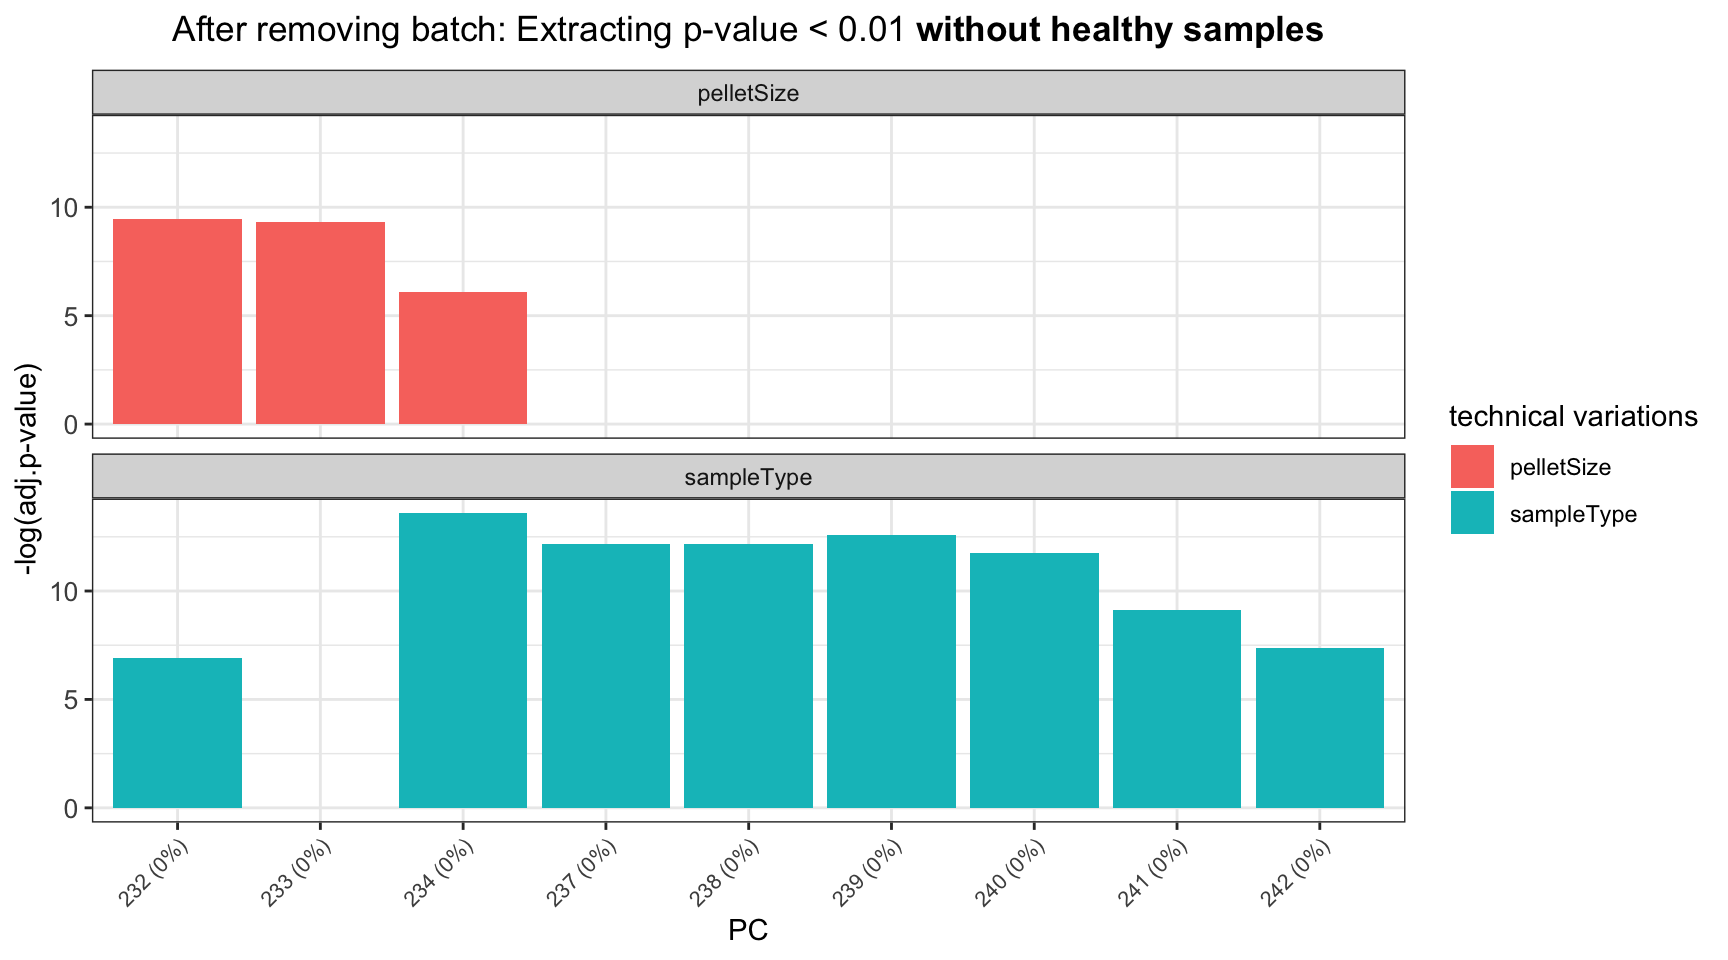 After removing batch: Extracting p-value < 0.01 without healthy samples
pelletSize
10
5
0
sampleType
10
5
0
-log(adj.p-value)
232 (0%)
233 (0%)
234 (0%)
237 (0%)
238 (0%)
239 (0%)
240 (0%)
241 (0%)
242 (0%)
PC
technical variations
pelletSize
sampleType